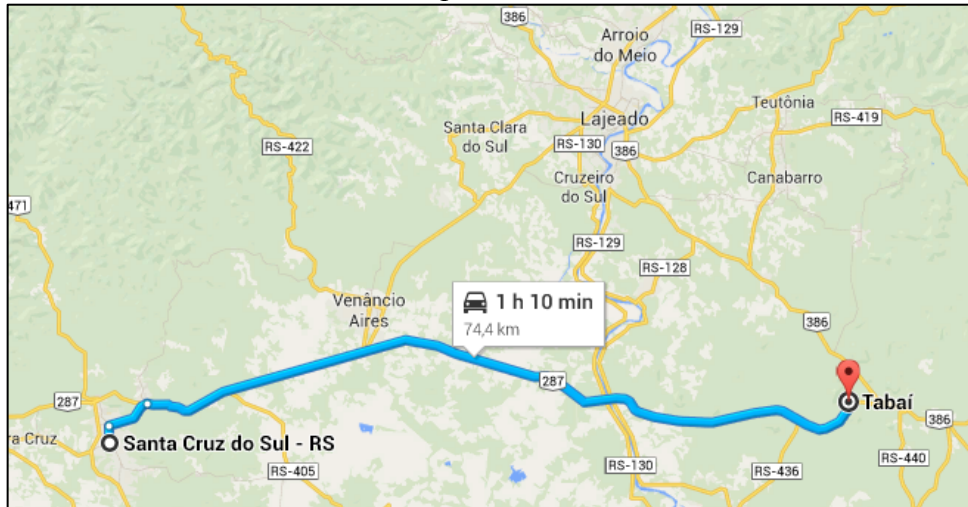 386
RS-129
Arroio
do Meio
Teutônia
Lajeado
RS-419
Santa Clara
do Sul
RS-130
386
RS-422
Cruzeiro
do Sul
Canabarro
471
RS-129
RS-128
Venâncio
Aires
1 h 10 min
74,4 km
386
287
287
Tabaí
386
ra Cruz
Santa Cruz do Sul - RS
RS-405
RS-130
RS-436
RS-440